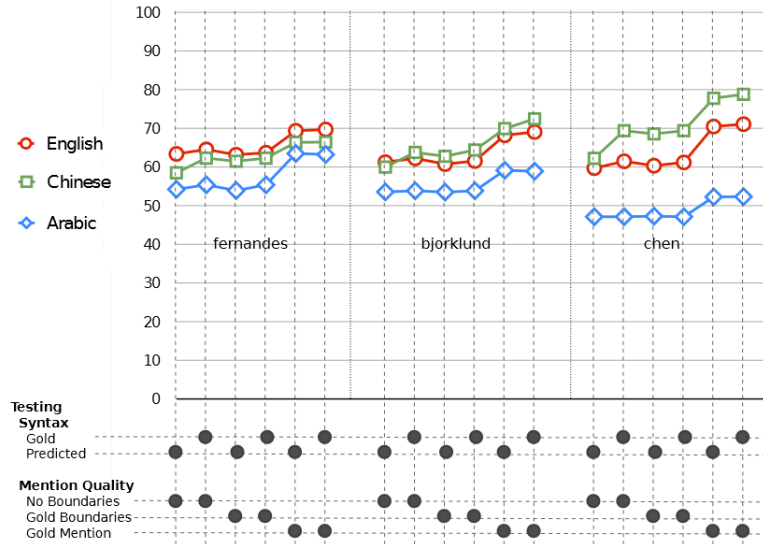 100
90
80
70
60
50
40
30
20
10
0
English
Chinese
Arabic
fernandes bjorklund chen
Testing
Syntax
Gold
Predicted
Mention Quality
No Boundaries
Gold Boundaries
Gold Mention